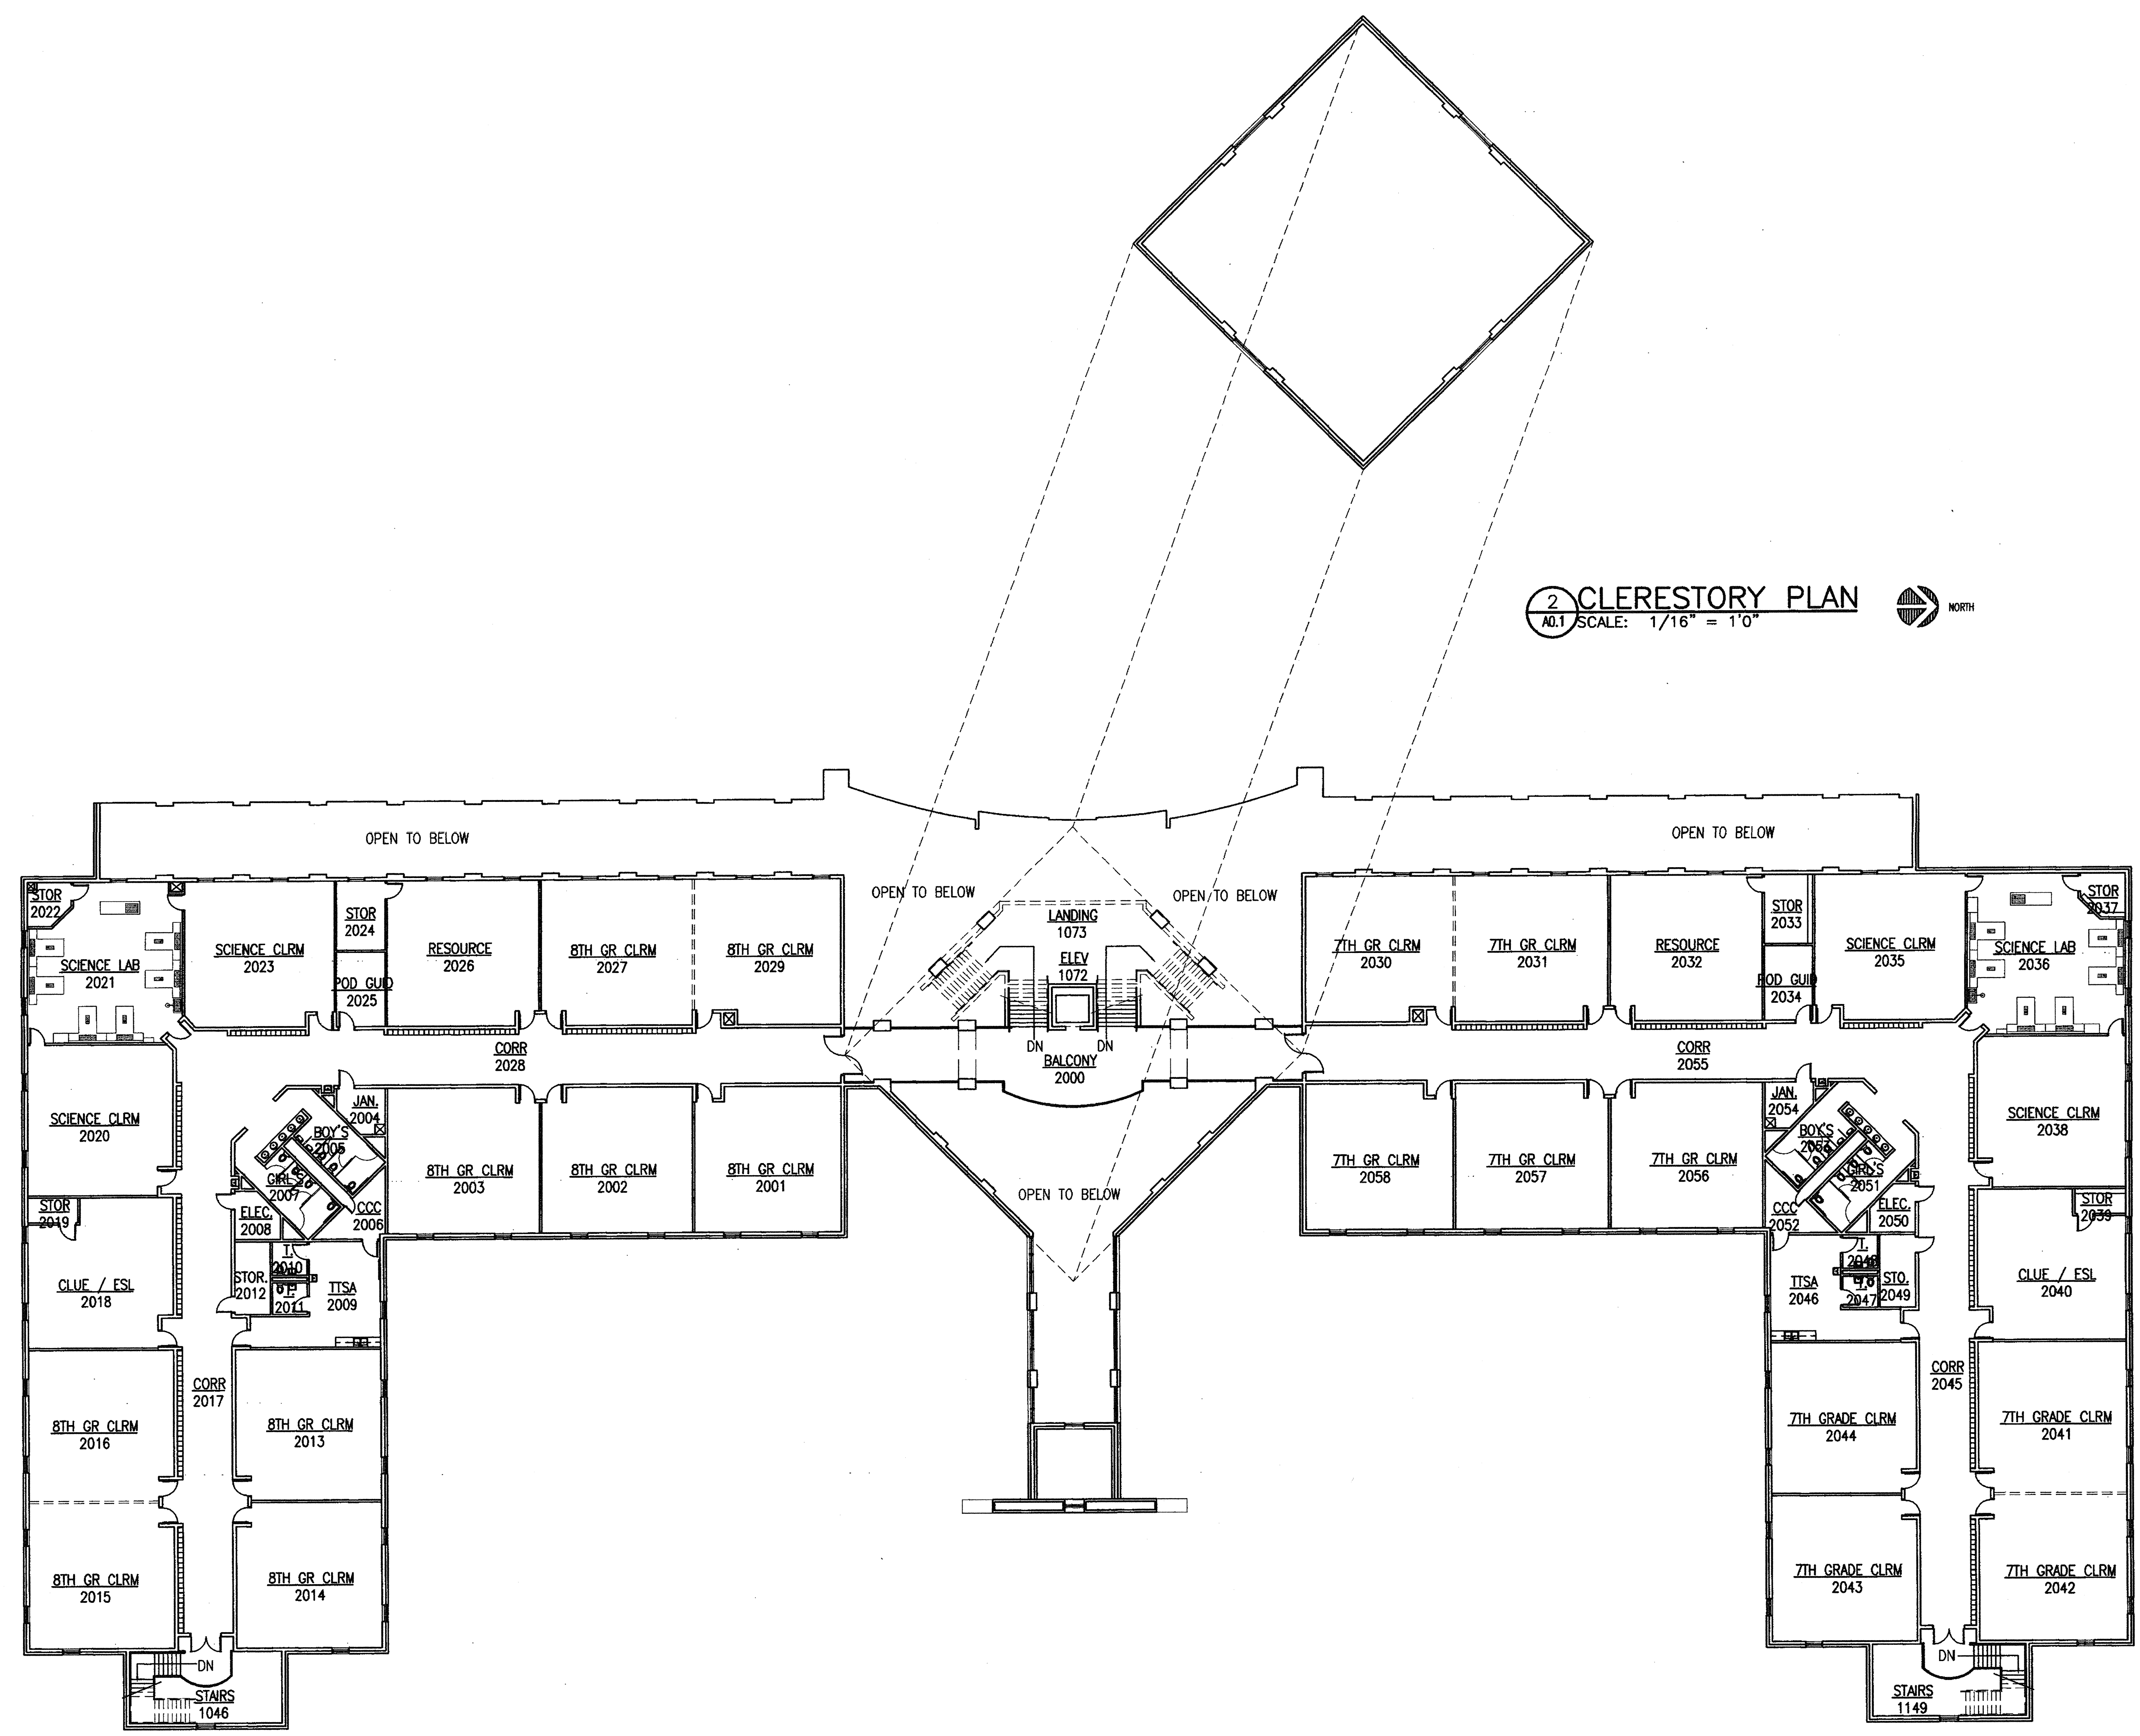 2
A0.1
CLERESTORY PLAN
SCALE: 1/16" = 1'0"
NORTH
OPEN TO BELOW
OPEN TO BELOW
OPEN TO BELOW
OPEN TO BELOW
STOR
2022
SCIENCE LAB
2021
SCIENCE CLRM
2023
STOR
2024
POD GUID
2025
RESOURCE
2026
8TH GR CLRM
2027
8TH GR CLRM
2029
LANDING
1073
ELEV
1072
DN
DN
BALCONY
2000
7TH GR CLRM
2030
7TH GR CLRM
2031
RESOURCE
2032
STOR
2033
POD GUID
2034
SCIENCE CLRM
2035
SCIENCE LAB
2036
STOR
2037
CORR
2028
CORR
2055
SCIENCE CLRM
2020
JAN.
2004
BOY'S
2005
GIRL'S
2007
CCC
2006
ELEC.
2008
8TH GR CLRM
2003
8TH GR CLRM
2002
8TH GR CLRM
2001
OPEN TO BELOW
7TH GR CLRM
2058
7TH GR CLRM
2057
7TH GR CLRM
2056
JAN.
2054
BOY'S
2053
GIRL'S
2051
CCC
2052
ELEC.
2050
SCIENCE CLRM
2038
STOR
2019
CLUE / ESL
2018
STOR.
2012
T.
2010
T.
2011
TTSA
2009
TTSA
2046
T.
2048
T.
2047
STO.
2049
STOR
2039
CLUE / ESL
2040
CORR
2017
8TH GR CLRM
2016
8TH GR CLRM
2013
8TH GR CLRM
2015
8TH GR CLRM
2014
7TH GRADE CLRM
2044
CORR
2045
7TH GRADE CLRM
2041
7TH GRADE CLRM
2043
7TH GRADE CLRM
2042
DN
STAIRS
1046
DN
STAIRS
1149